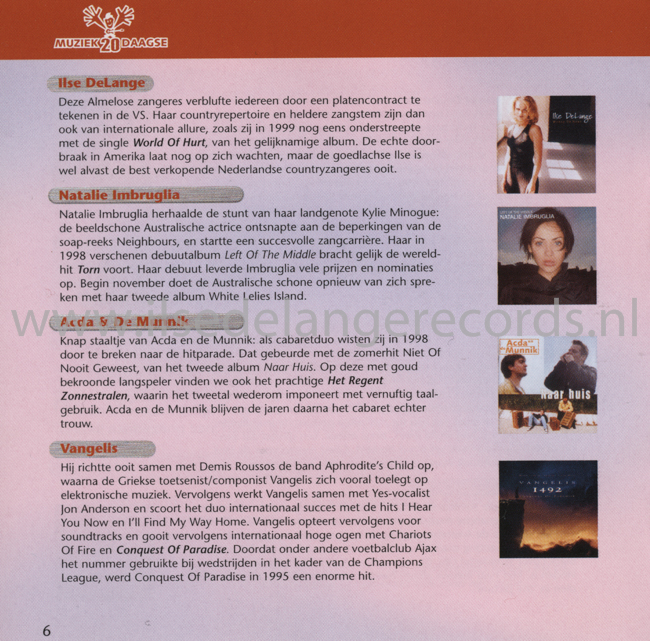 MUZIEK 20 DAAGSE
Ilse DeLange
Deze Almelose zangeres verblufte iedereen door een platencontract te
tekenen in de VS. Haar countryrepertoire en heldere zangstem zijn dan
ook van internationale allure, zoals zij in 1999 nog eens onderstreepte
met de single World Of Hurt, van het gelijknamige album. De echte door-
braak in Amerika laat nog op zich wachten, maar de goedlachse Ilse is
wel alvast de best verkopende Nederlandse countryzangeres ooit.
Ilse DeLange
Natalie Imbruglia
Natalie Imbruglia herhaalde de stunt van haar landgenote Kylie Minogue:
de beeldschone Australische actrice ontsnapte aan de beperkingen van de
soap-reeks Neighbours, en startte een succesvolle zangcarrière. Haar in
1998 verschenen debuutalbum Left Of The Middle bracht gelijk de wereld-
hit Torn voort. Haar debuut leverde Imbruglia vele prijzen en nominaties
op. Begin november doet de Australische schone opnieuw van zich spre-
ken met haar tweede album White Lelies Island.
NATALIE IMBRUGLIA
www.ilsedelangerecords.nl
Acda & De Munnik
Knap staaltje van Acda en de Munnik: als cabaretduo wisten zij in 1998
door te breken naar de hitparade. Dat gebeurde met de zomerhit Niet Of
Nooit Geweest, van het tweede album Naar Huis. Op deze met goud
bekroonde langspeler vinden we ook het prachtige Het Regent
Zonnestralen, waarin het tweetal wederom imponeert met vernuftig taal-
gebruik. Acda en de Munnik blijven de jaren daarna het cabaret echter
trouw.
Acda en
de Munnik
Naar huis
Vangelis
Hij richtte ooit samen met Demis Roussos de band Aphrodite's Child op,
waarna de Griekse toetsenist/componist Vangelis zich vooral toelegt op
elektronische muziek. Vervolgens werkt Vangelis samen met Yes-vocalist
Jon Anderson en scoort het duo internationaal succes met de hits I Hear
You Now en I'll Find My Way Home. Vangelis opteert vervolgens voor
soundtracks en gooit vervolgens internationaal hoge ogen met Chariots
Of Fire en Conquest Of Paradise. Doordat onder andere voetbalclub Ajax
het nummer gebruikte bij wedstrijden in het kader van de Champions
League, werd Conquest Of Paradise in 1995 een enorme hit.
VANGELIS
1492
6